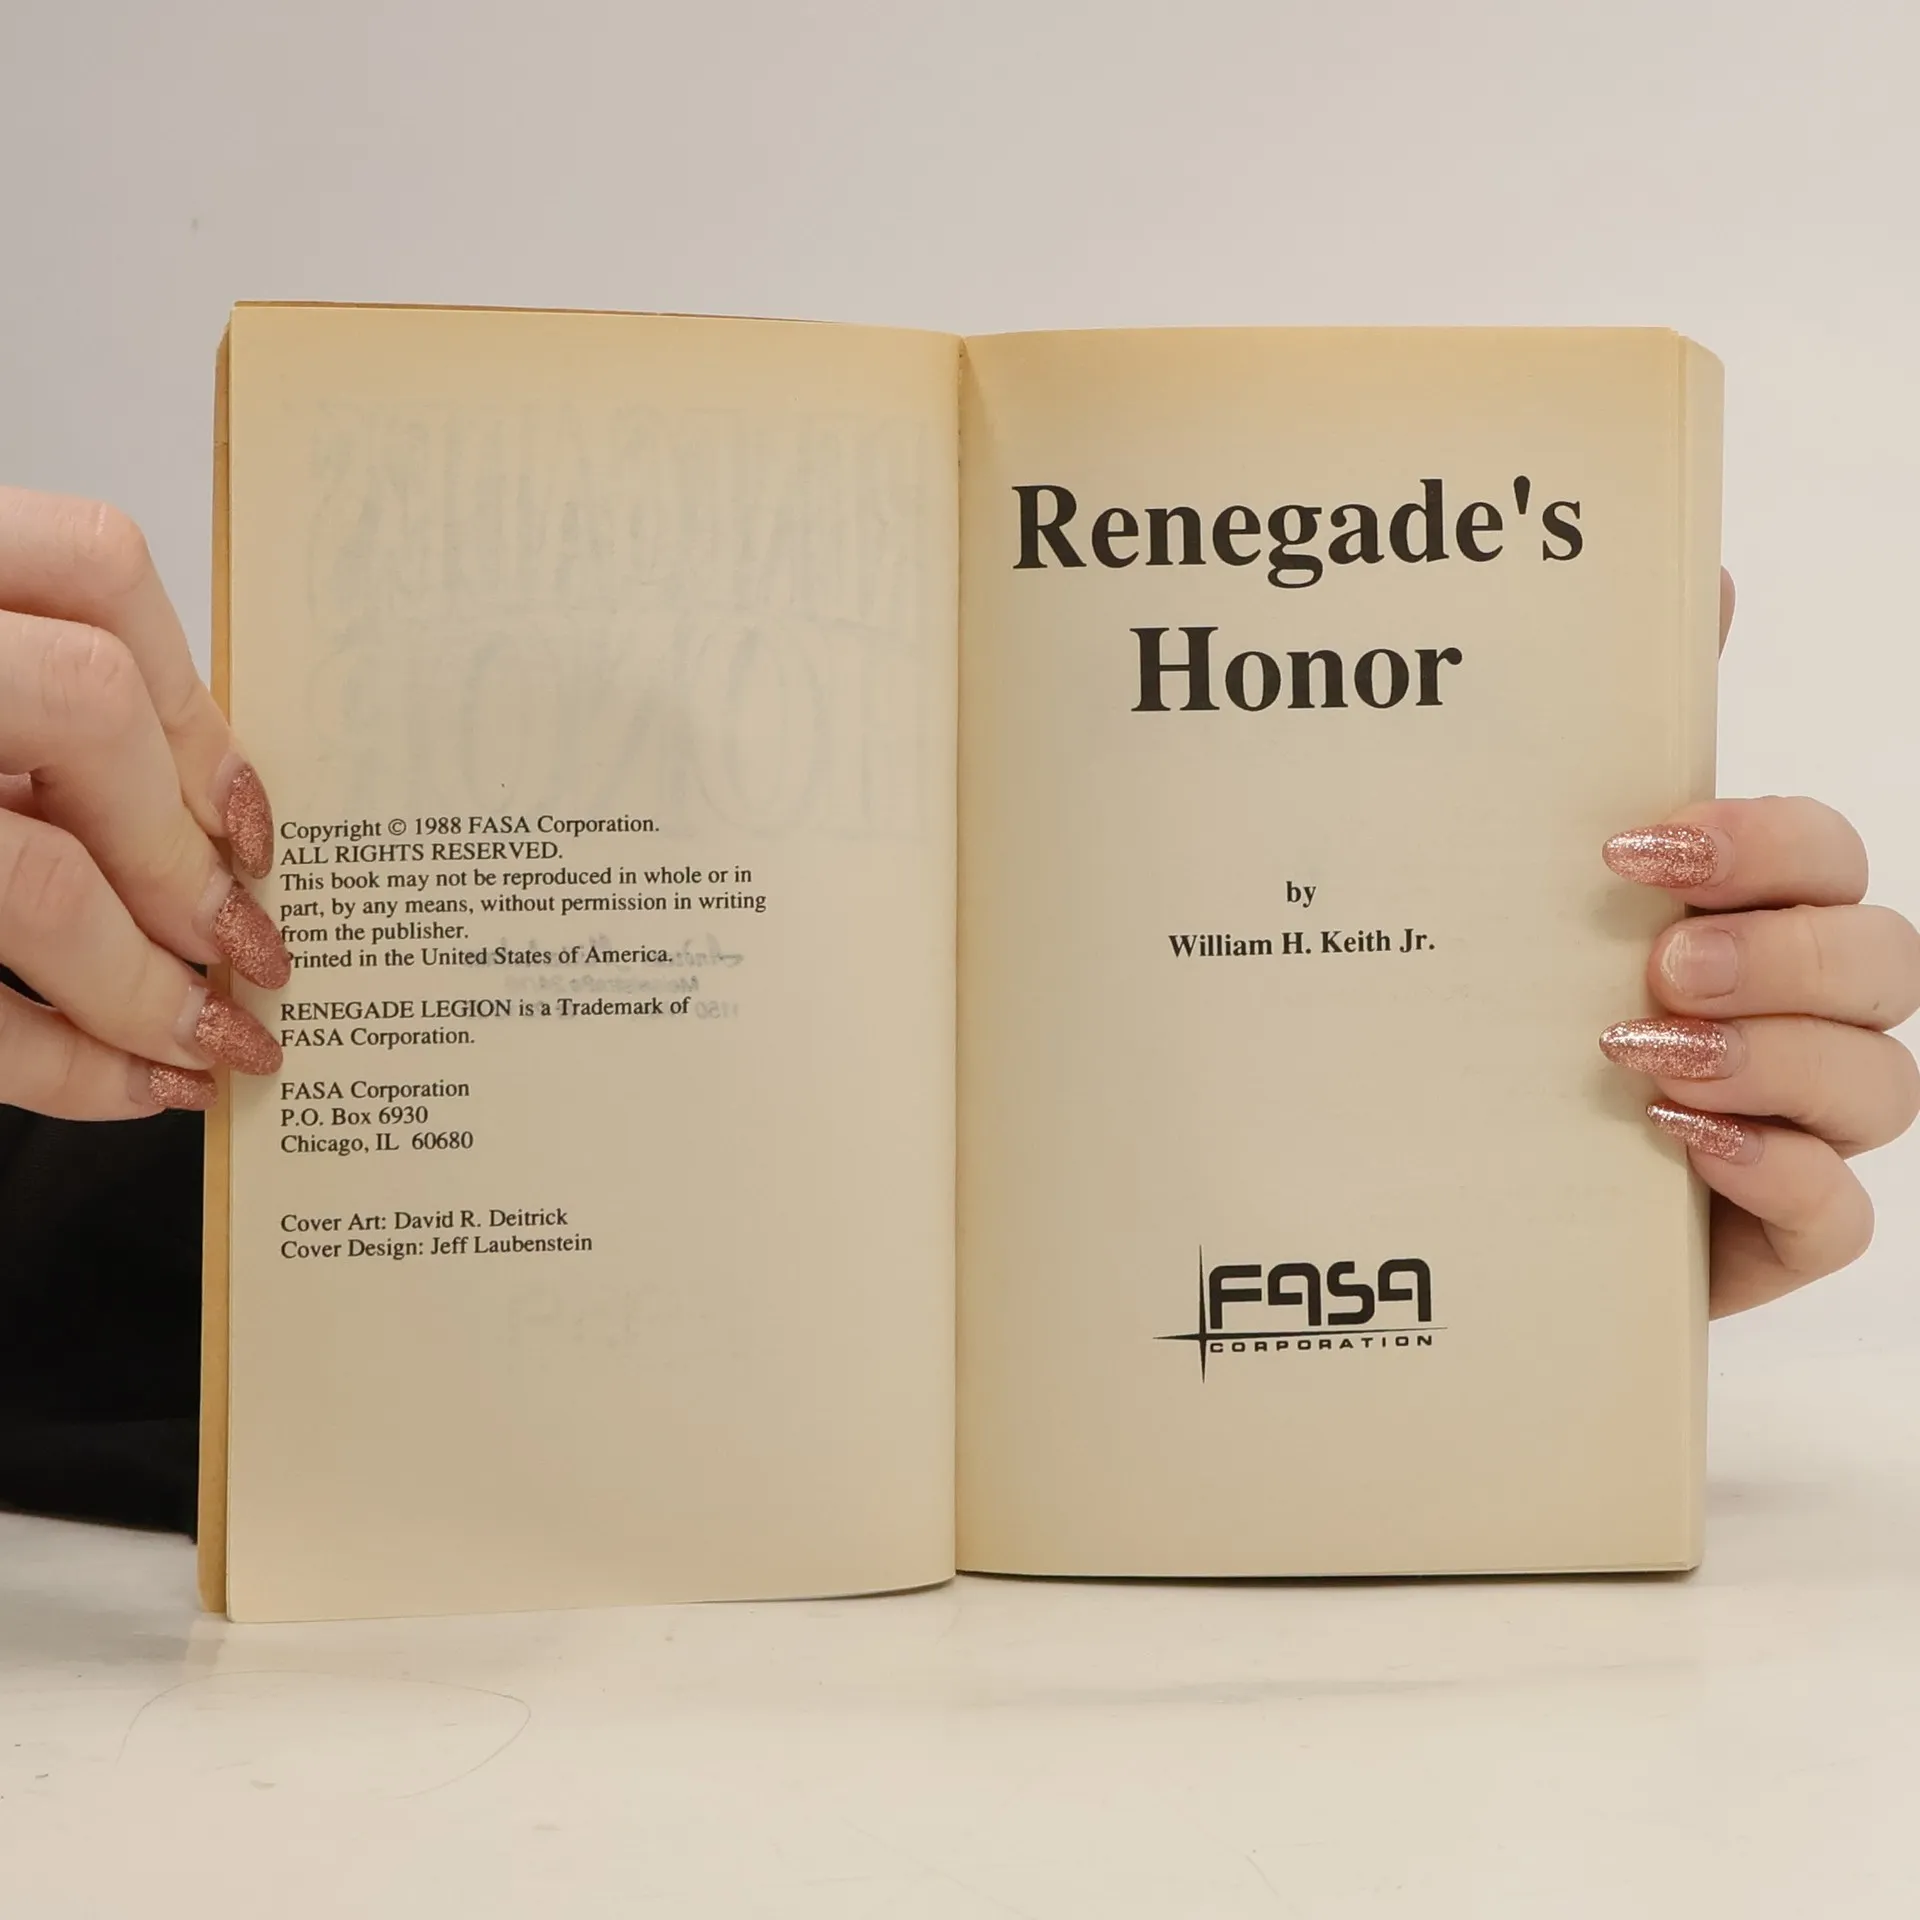 Copyright © 1988 FASA Corporation.
ALL RIGHTS RESERVED.
This book may not be reproduced in whole or in
part, by any means, without permission in writing
from the publisher.
Printed in the United States of America.
RENEGADE LEGION is a Trademark of
FASA Corporation.
FASA Corporation
P.O. Box 6930
Chicago, IL 60680
Cover Art: David R. Deitrick
Cover Design: Jeff Laubenstein
Renegade's
Honor
by
William H. Keith Jr.
FASA
CORPORATION